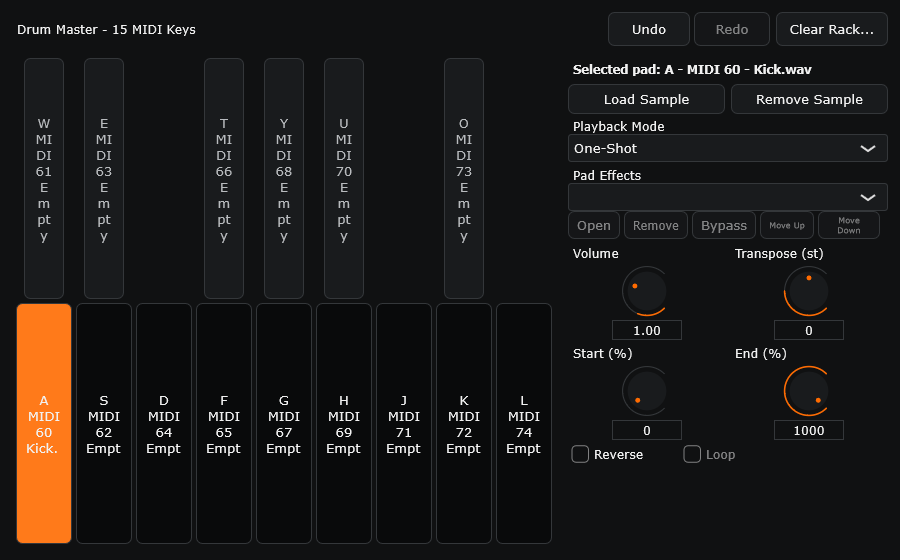 Drum Master - 15 MIDI Keys
Undo
Redo
Clear Rack...
W
MI
DI
61
E
m
pt
y
E
MI
DI
63
E
m
pt
y
T
MI
DI
66
E
m
pt
y
Y
MI
DI
68
E
m
pt
y
U
MI
DI
70
E
m
pt
y
O
MI
DI
73
E
m
pt
y
A
MIDI
60
Kick.
S
MIDI
62
Empt
D
MIDI
64
Empt
F
MIDI
65
Empt
G
MIDI
67
Empt
H
MIDI
69
Empt
J
MIDI
71
Empt
K
MIDI
72
Empt
L
MIDI
74
Empt
Selected pad: A - MIDI 60 - Kick.wav
Load Sample
Remove Sample
Playback Mode
One-Shot
Pad Effects
Open
Remove
Bypass
Move Up
Move
Down
Volume
Transpose (st)
1.00
0
Start (%)
End (%)
0
1000
Reverse
Loop